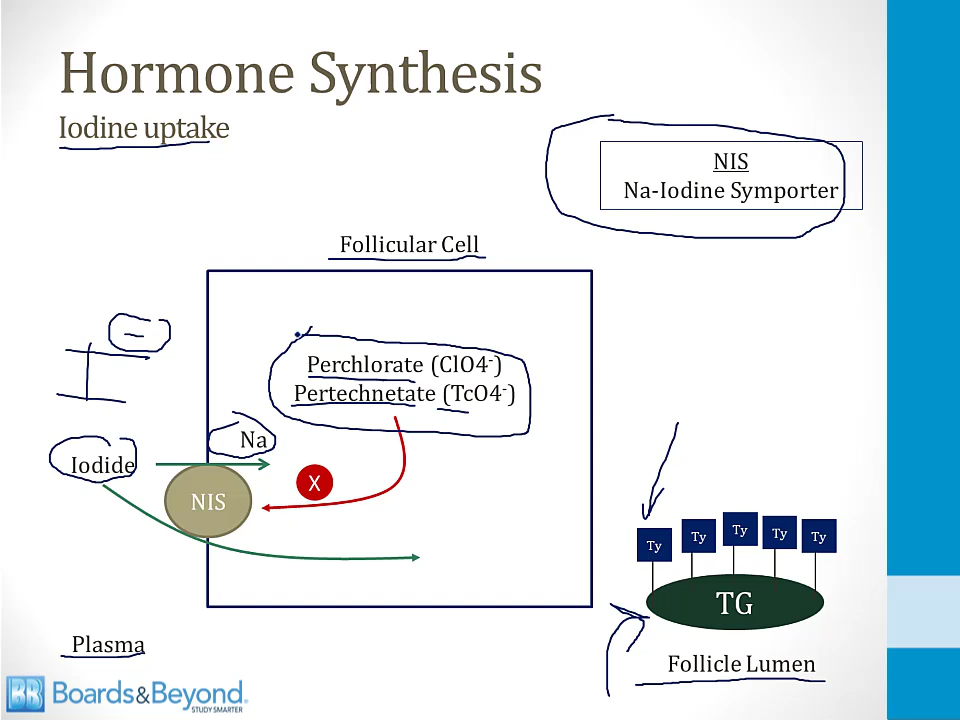 Hormone Synthesis
Iodine uptake
NIS
Na-Iodine Symporter
Follicular Cell
I –
Perchlorate (ClO4-)
Pertechnetate (TcO4-)
Na
Iodide
X
NIS
Ty Ty Ty Ty Ty
TG
Plasma
Follicle Lumen
BB Boards&Beyond.
STUDY SMARTER